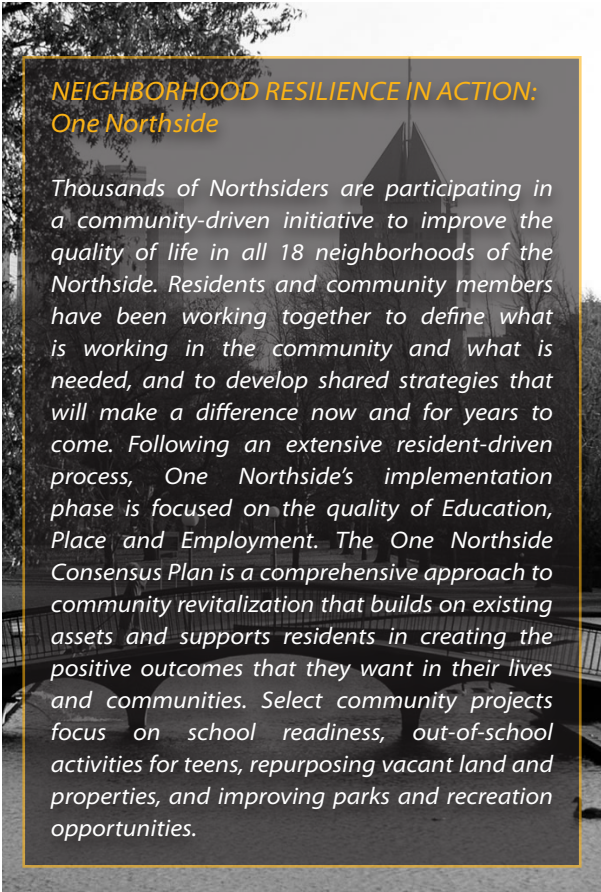 NEIGHBORHOOD RESILIENCE IN ACTION:
One Northside
Thousands of Northsiders are participating in
a community-driven initiative to improve the
quality of life in all 18 neighborhoods of the
Northside. Residents and community members
have been working together to define what
is working in the community and what is
needed, and to develop shared strategies that
will make a difference now and for years to
come. Following an extensive resident-driven
process, One Northside’s implementation
phase is focused on the quality of Education,
Place and Employment. The One Northside
Consensus Plan is a comprehensive approach to
community revitalization that builds on existing
assets and supports residents in creating the
positive outcomes that they want in their lives
and communities. Select community projects
focus on school readiness, out-of-school
activities for teens, repurposing vacant land and
properties, and improving parks and recreation
opportunities.